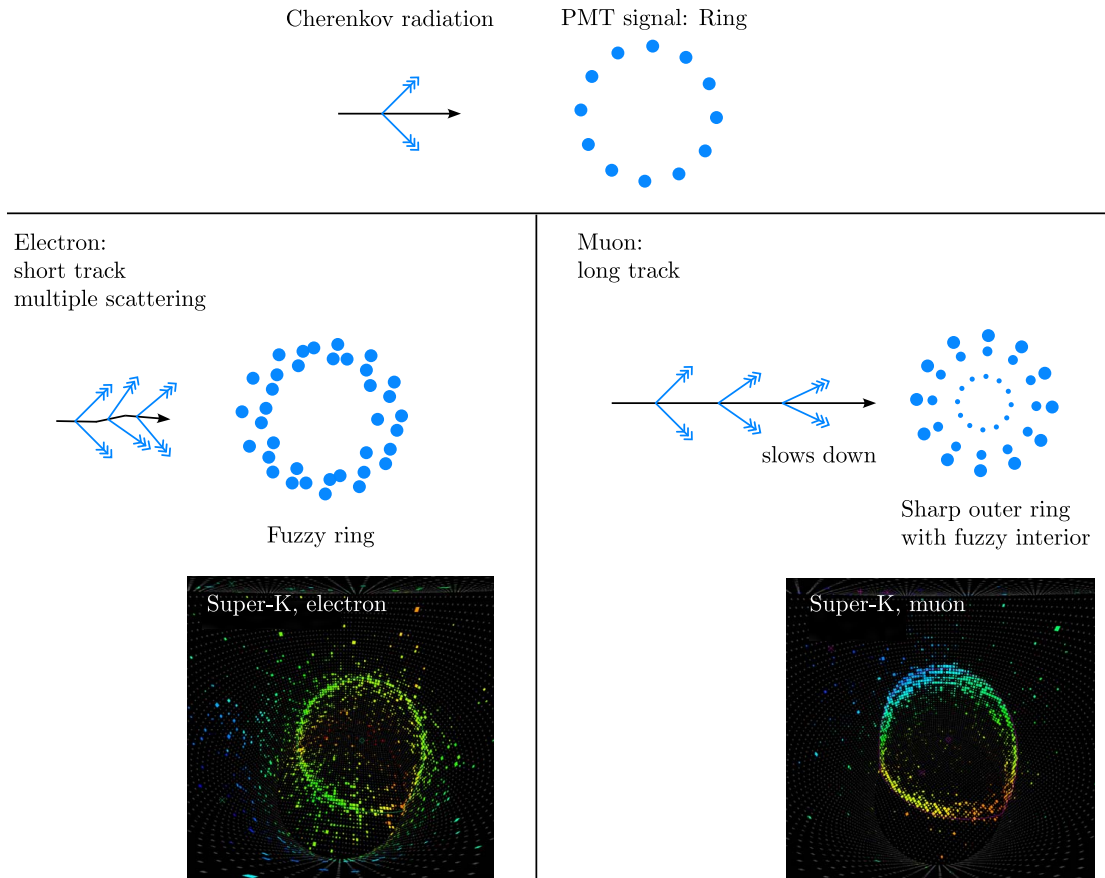 Cherenkov radiation
PMT signal: Ring
Electron:
short track
multiple scattering
Fuzzy ring
Super-K, electron
Muon:
long track
slows down
Sharp outer ring
with fuzzy interior
Super-K, muon